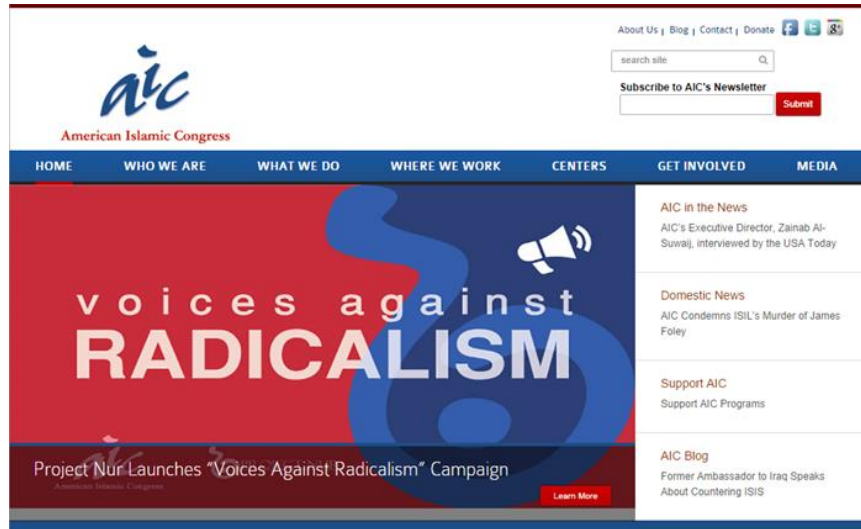 About Us | Blog | Contact | Donate
search site
Subscribe to AIC's Newsletter
Submit
aic
American Islamic Congress
HOME WHO WE ARE WHAT WE DO WHERE WE WORK CENTERS GET INVOLVED MEDIA
voices against
RADICALISM
Project Nur Launches "Voices Against Radicalism" Campaign
American Islamic Congress
Learn More
AIC in the News
AIC's Executive Director, Zainab Al-
Suwaij, interviewed by the USA Today
Domestic News
AIC Condemns ISIL's Murder of James
Foley
Support AIC
Support AIC Programs
AIC Blog
Former Ambassador to Iraq Speaks
About Countering ISIS